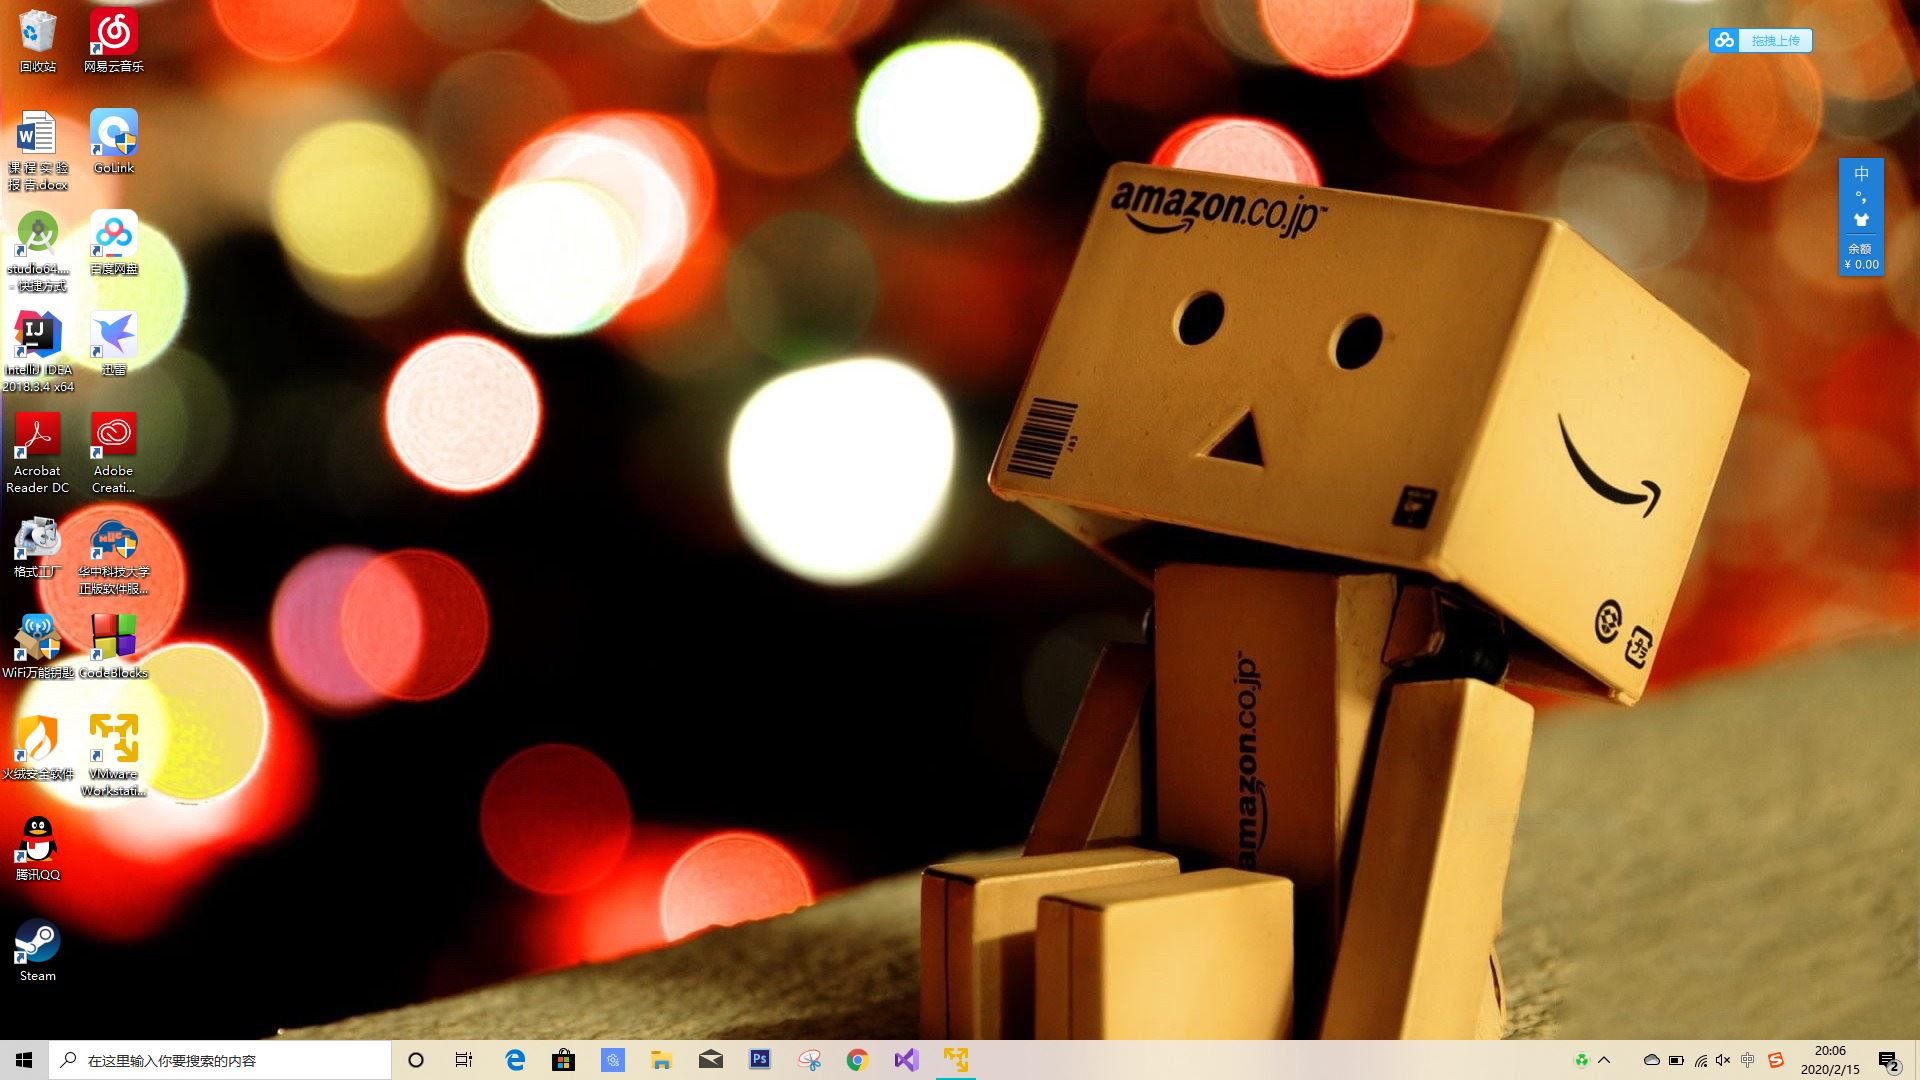 回收站
网易云音乐
课 程 实 验
报 告.docx
GoLink
studio64....
- 快捷方式
百度网盘
IntelliJ IDEA
2018.3.4 x64
迅雷
Acrobat
Reader DC
Adobe
Creati...
格式工厂
华中科技大学
正版软件服...
WiFi万能钥匙
CodeBlocks
火绒安全软件
VMware
Workstati...
腾讯QQ
Steam
拖拽上传
中
°,
余额
¥ 0.00
amazon.co.jp™
amazon.co.jp™
在这里输入你要搜索的内容
Ps
中
20:06
2020/2/15
2